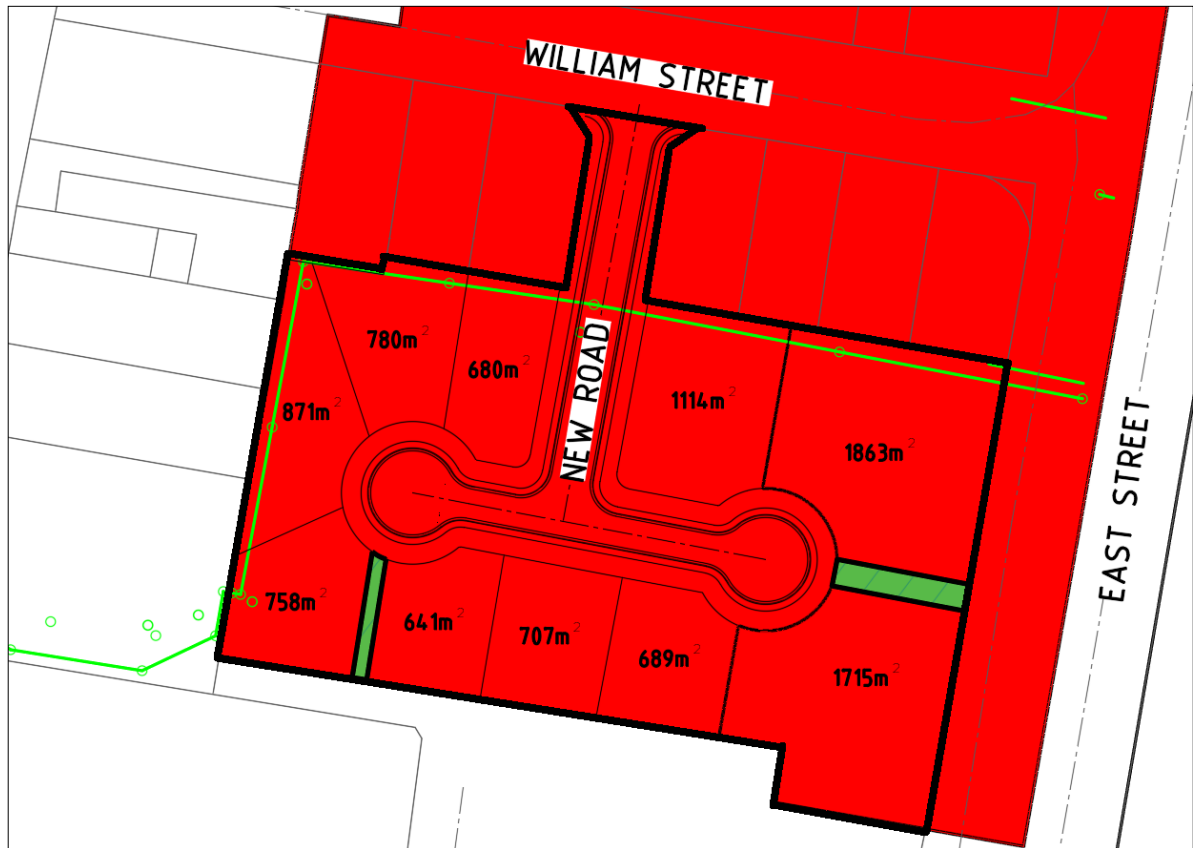 WILLIAM STREET
780m²
680m²
871m²
NEW ROAD
1114m²
1863m²
EAST STREET
758m²
641m²
707m²
689m²
1715m²